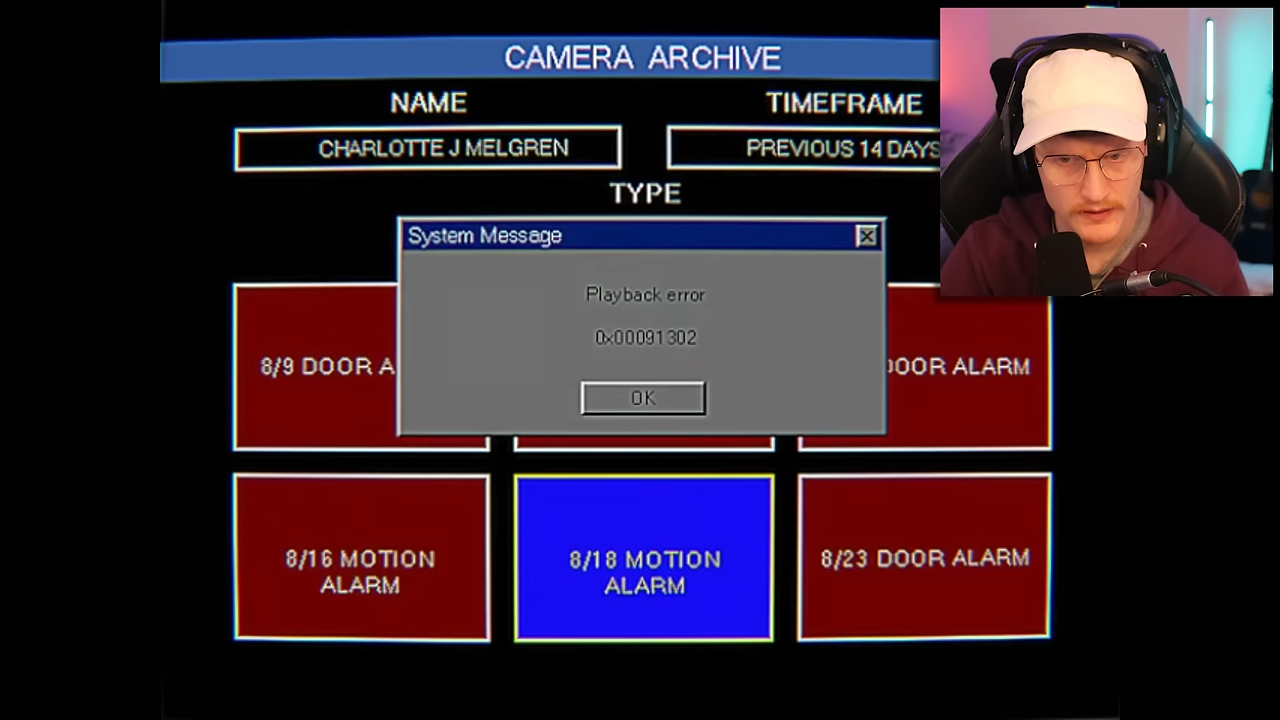 CAMERA ARCHIVE
NAME
TIMEFRAME
CHARLOTTE J MELGREN
PREVIOUS 14 DAYS
TYPE
System Message
Playback error
0x00091302
OK
8/9 DOOR A
DOOR ALARM
8/16 MOTION
ALARM
8/18 MOTION
ALARM
8/23 DOOR ALARM